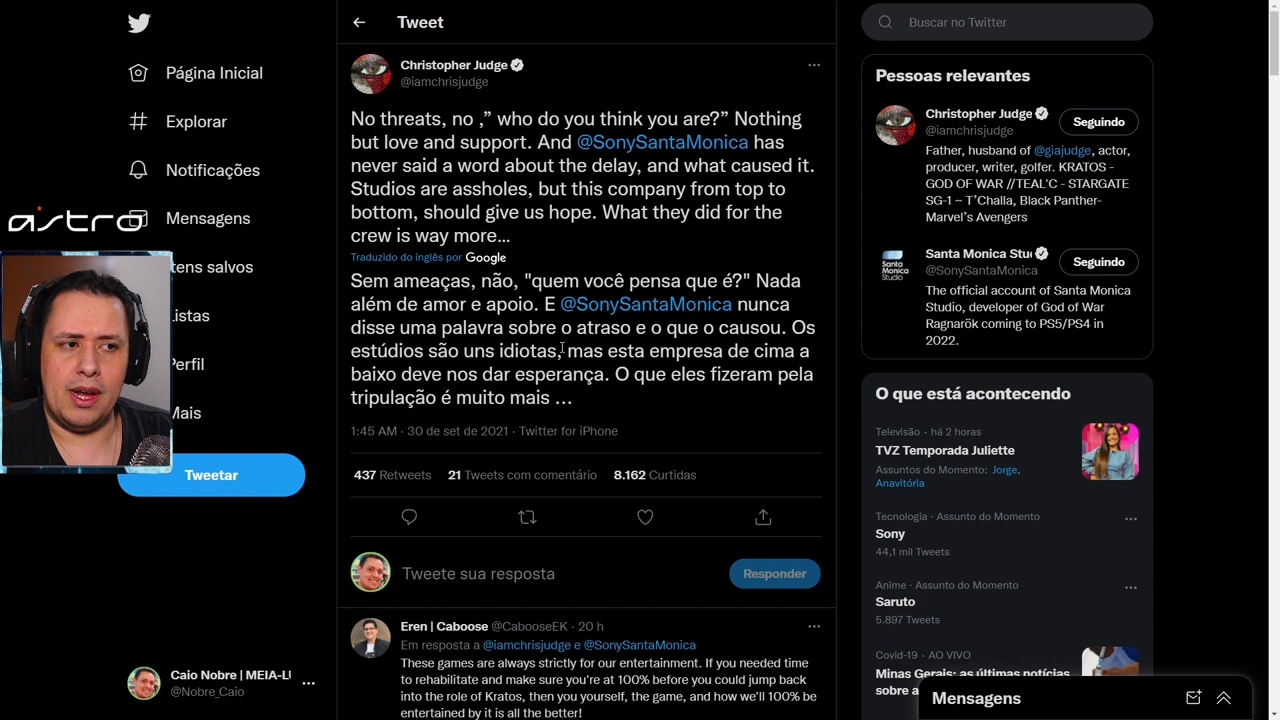 Tweet
Buscar no Twitter
Página Inicial
Explorar
Notificações
Mensagens
astro
tens salvos
Listas
Perfil
Mais
Tweetar
Caio Nobre | MEIA-L
@Nobre_Caio
Christopher Judge
@iamchrisjudge
No threats, no ,” who do you think you are?” Nothing
but love and support. And @SonySantaMonica has
never said a word about the delay, and what caused it.
Studios are assholes, but this company from top to
bottom, should give us hope. What they did for the
crew is way more…
Traduzido do inglês por Google
Sem ameaças, não, "quem você pensa que é?" Nada
além de amor e apoio. E @SonySantaMonica nunca
disse uma palavra sobre o atraso e o que o causou. Os
estúdios são uns idiotas, mas esta empresa de cima a
baixo deve nos dar esperança. O que eles fizeram pela
tripulação é muito mais …
1:45 AM · 30 de set de 2021 · Twitter for iPhone
437 Retweets 21 Tweets com comentário 8.162 Curtidas
Tweete sua resposta
Responder
Eren | Caboose @CabooseEK · 20 h
Em resposta a @iamchrisjudge e @SonySantaMonica
These games are always strictly for our entertainment. If you needed time
to rehabilitate and make sure you're at 100% before you could jump back
into the role of Kratos, then you yourself, the game, and how we'll 100% be
entertained by it is all the better!
Pessoas relevantes
Christopher Judge
@iamchrisjudge
Seguindo
Father, husband of @giajudge, actor,
producer, writer, golfer. KRATOS -
GOD OF WAR //TEAL'C - STARGATE
SG-1 ~ T'Challa, Black Panther-
Marvel's Avengers
Santa Monica Stu
@SonySantaMonica
Seguindo
Santa
Monica
Studio
The official account of Santa Monica
Studio, developer of God of War
Ragnarök coming to PS5/PS4 in
2022.
O que está acontecendo
Televisão · há 2 horas
TVZ Temporada Juliette
Assuntos do Momento: Jorge,
Anavitória
Tecnologia · Assunto do Momento
Sony
44,1 mil Tweets
Anime · Assunto do Momento
Saruto
5.897 Tweets
Covid-19 · AO VIVO
Minas Gerais: as últimas notícias
sobre a
Mensagens